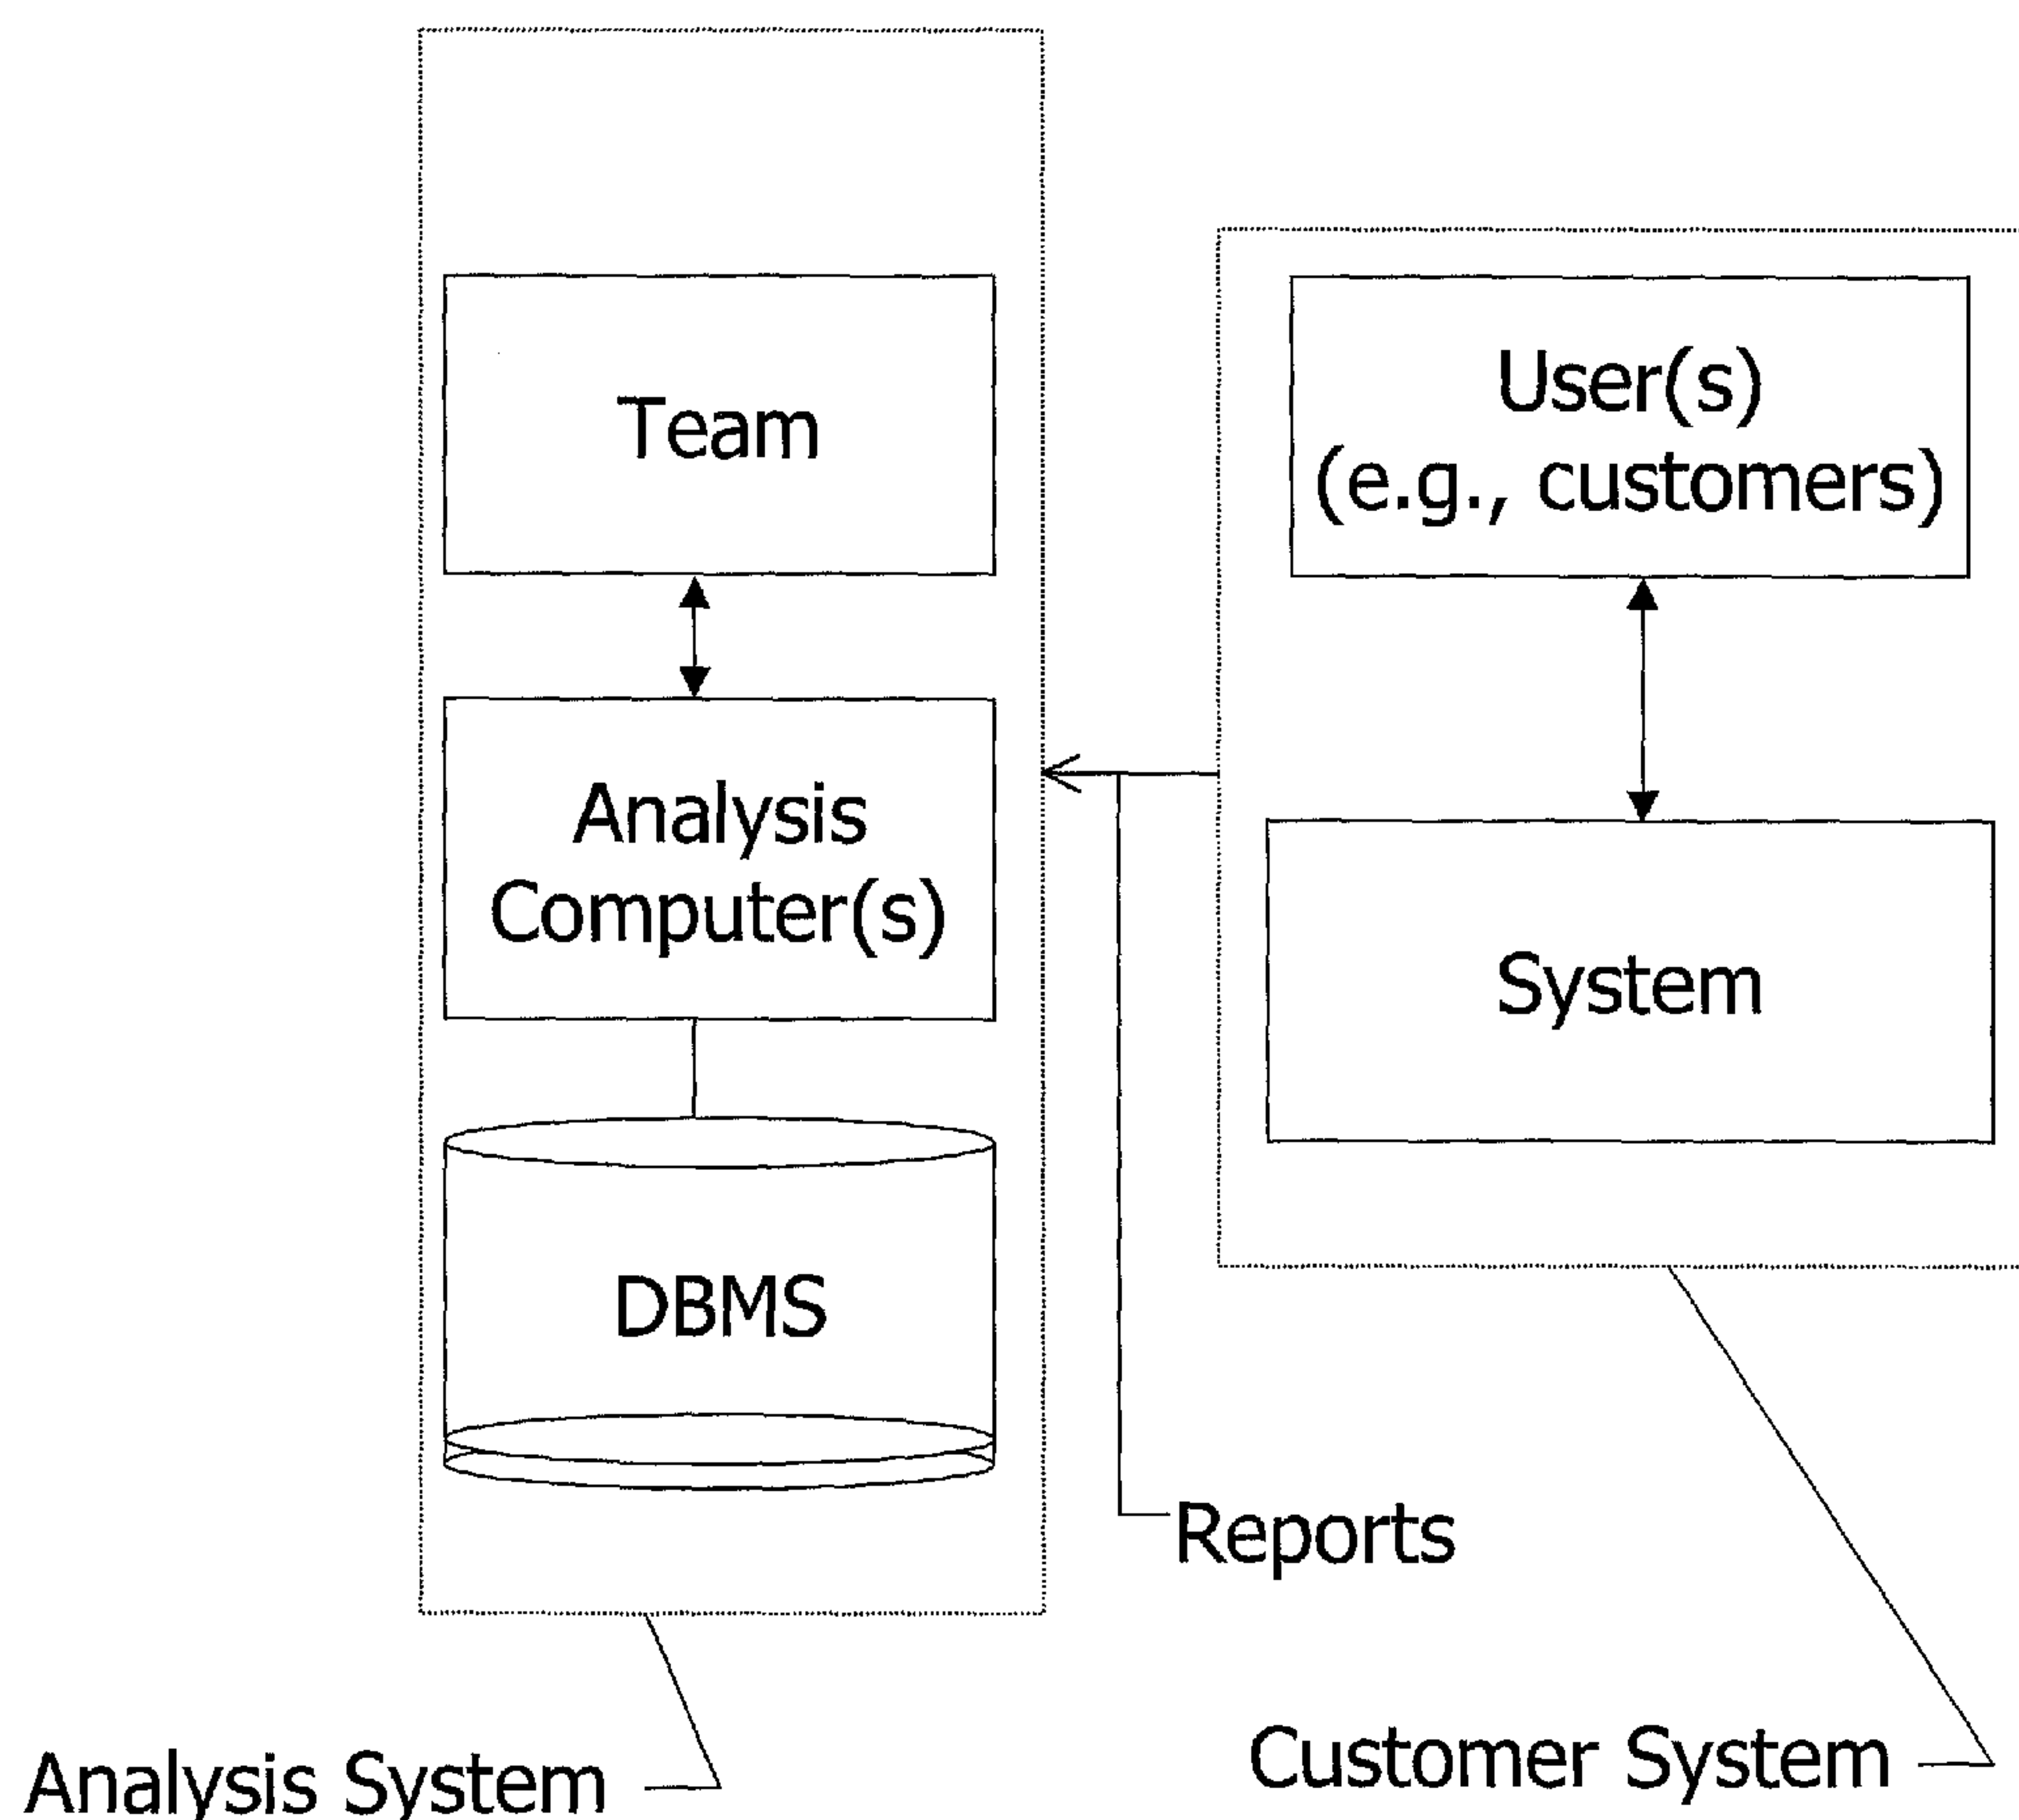 Team
User(s)
(e.g., customers)
Analysis
Computer(s)
System
DBMS
Reports
Analysis System
Customer System